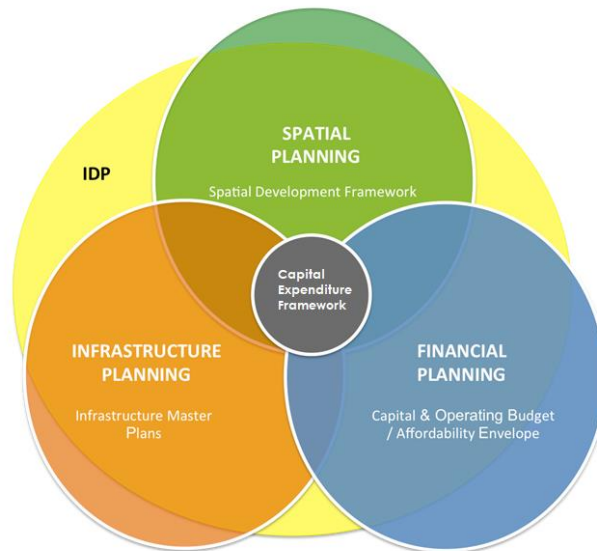 SPATIAL
PLANNING
IDP
Spatial Development Framework
Capital
Expenditure
Framework
INFRASTRUCTURE
PLANNING
Infrastructure Master
Plans
FINANCIAL
PLANNING
Capital & Operating Budget
/ Affordability Envelope